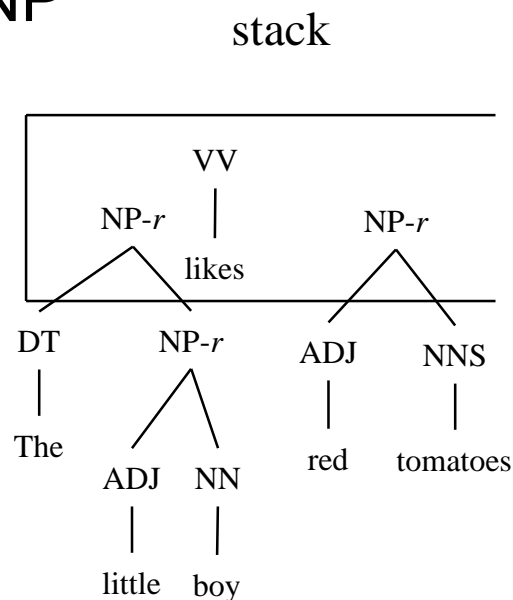 NP
stack
VV
NP-r NP-r
likes
DT NP-r ADJ NNS
The red tomatoes
ADJ NN
little boy